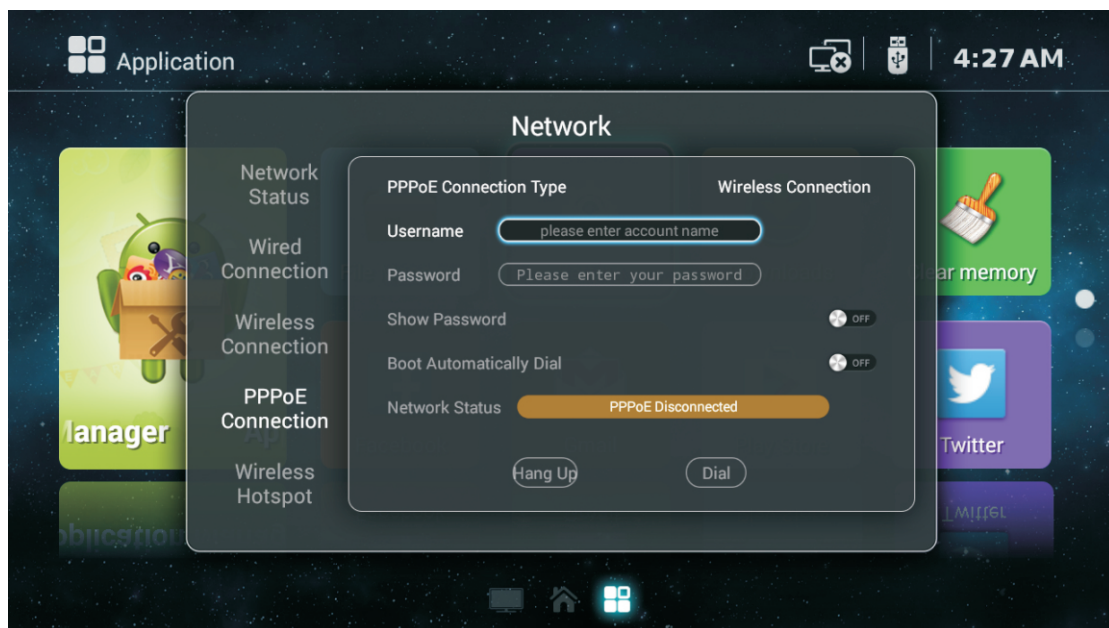 Application
4:27 AM
Network
Network
Status
Wired
Connection
Wireless
Connection
PPPoE
Connection
Wireless
Hotspot
PPPoE Connection Type
Wireless Connection
Username
please enter account name
Password
Please enter your password
Show Password
OFF
Boot Automatically Dial
OFF
Network Status
PPPoE Disconnected
Hang Up
Dial
Manager
ar memory
Twitter
Twitter